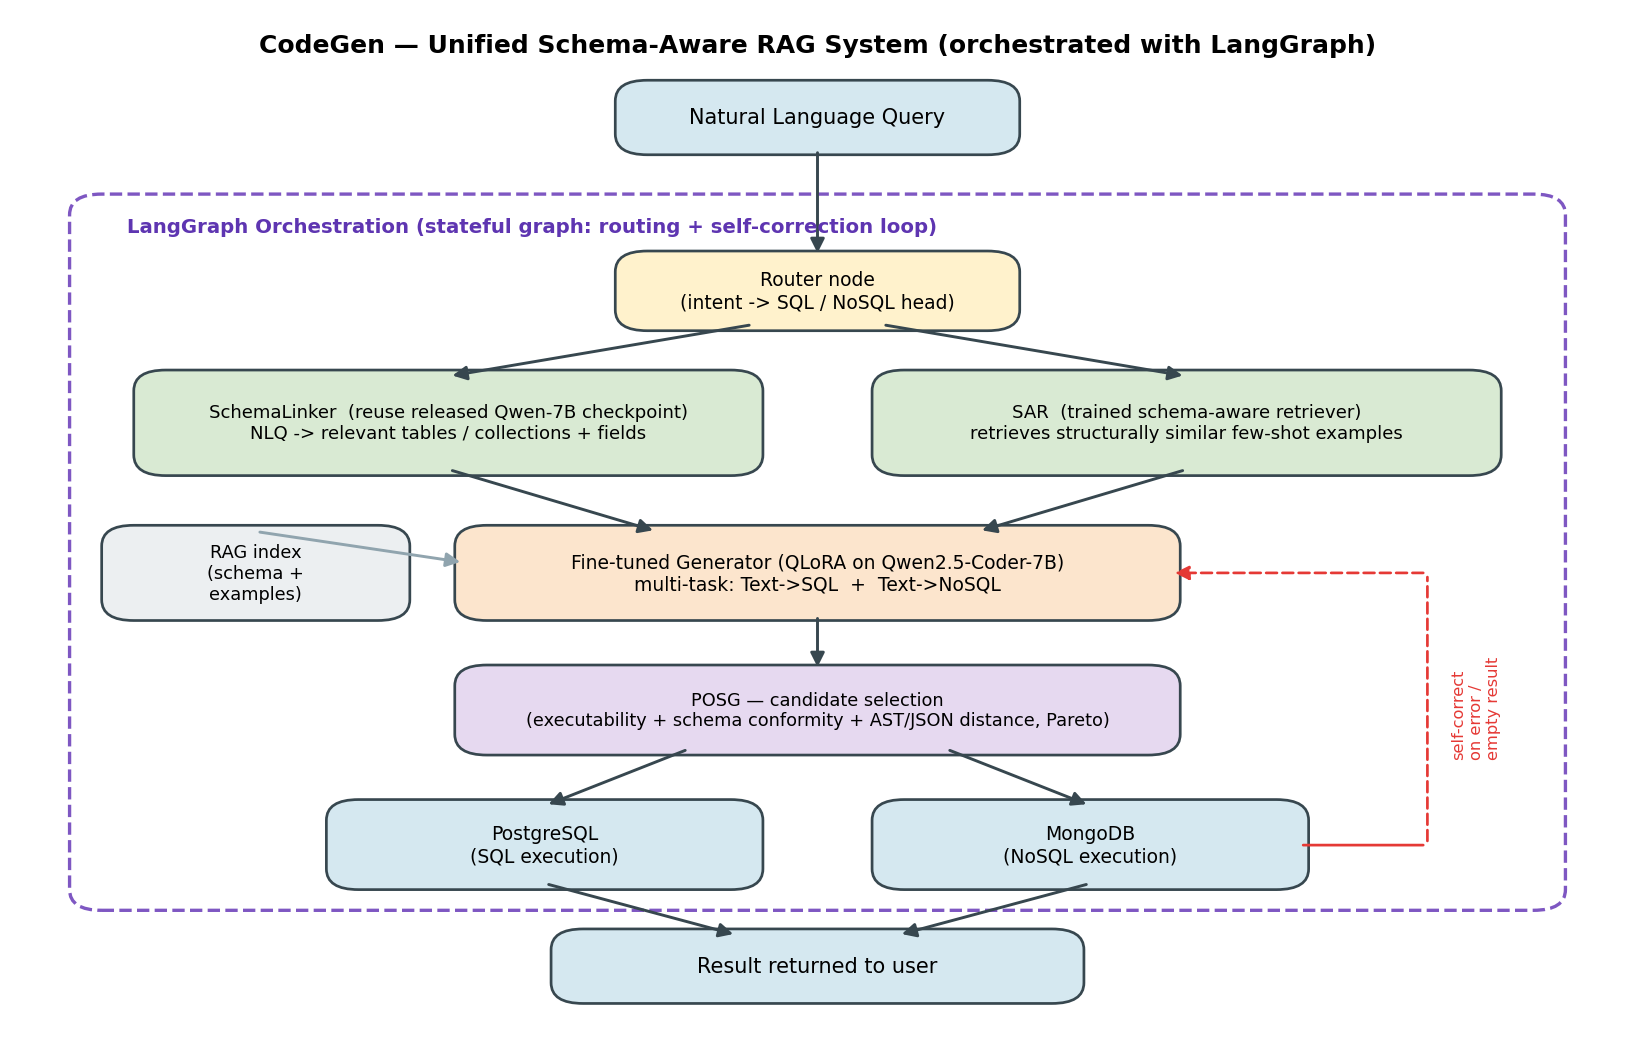 CodeGen — Unified Schema-Aware RAG System (orchestrated with LangGraph)
Natural Language Query
LangGraph Orchestration (stateful graph: routing + self-correction loop)
Router node
(intent -> SQL / NoSQL head)
SchemaLinker  (reuse released Qwen-7B checkpoint)
NLQ -> relevant tables / collections + fields
SAR  (trained schema-aware retriever)
retrieves structurally similar few-shot examples
RAG index
(schema +
examples)
Fine-tuned Generator (QLoRA on Qwen2.5-Coder-7B)
multi-task: Text->SQL  +  Text->NoSQL
POSG — candidate selection
(executability + schema conformity + AST/JSON distance, Pareto)
self-correct
on error /
empty result
PostgreSQL
(SQL execution)
MongoDB
(NoSQL execution)
Result returned to user